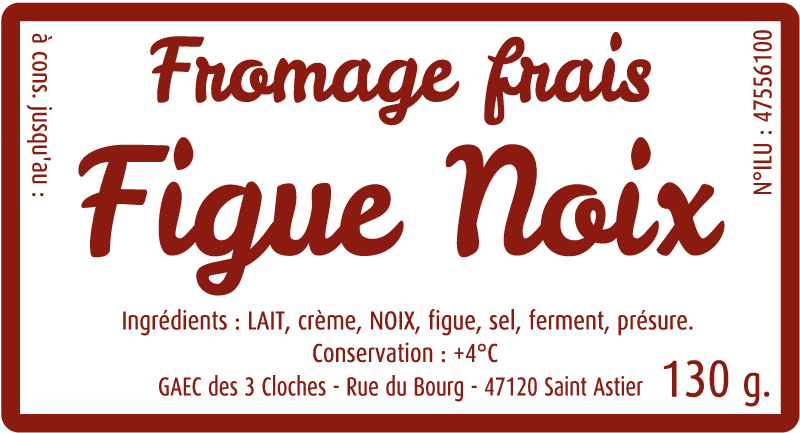 Fromage frais
Figue Noix
à cons. jusqu'au :
N°ILU : 47556100
Ingrédients : LAIT, crème, NOIX, figue, sel, ferment, présure.
Conservation : +4°C
GAEC des 3 Cloches - Rue du Bourg - 47120 Saint Astier
130 g.